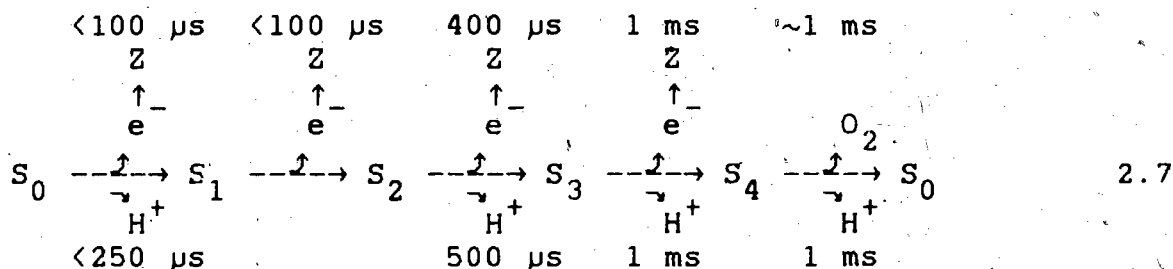 <100 µs <100 µs 400 µs 1 ms ~1 ms
Z Z Z Z
↑ ↑ ↑ ↑
e⁻ e⁻ e⁻ e⁻ O₂
S₀ ---→ S₁ ---→ S₂ ---→ S₃ ---→ S₄ ---→ S₀ 2.7
H⁺ H⁺ H⁺ H⁺
<250 µs 500 µs 1 ms 1 ms